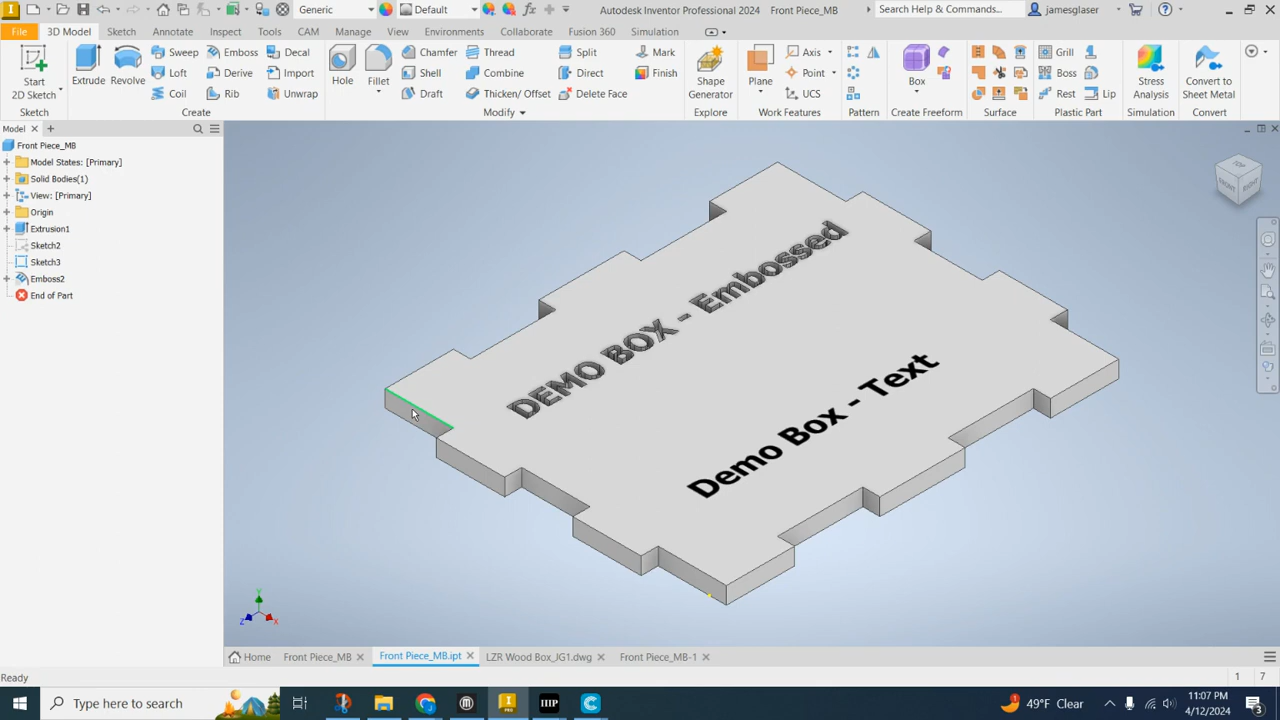 Generic
Default
Autodesk Inventor Professional 2024 Front Piece_MB
Search Help & Commands...
jamesglaser
File 3D Model Sketch Annotate Inspect Tools CAM Manage View Environments Collaborate Fusion 360 Simulation
Start
2D Sketch
Extrude
Revolve
Sweep
Loft
Coil
Emboss
Derive
Rib
Decal
Import
Unwrap
Hole
Fillet
Chamfer
Shell
Draft
Thread
Combine
Thicken/ Offset
Split
Direct
Delete Face
Mark
Finish
Shape
Generator
Plane
Axis
Point
UCS
Box
Grill
Boss
Rest
Lip
Stress
Analysis
Convert to
Sheet Metal
Sketch Create Modify Explore Work Features Pattern Create Freeform Surface Plastic Part Simulation Convert
Model
Front Piece_MB
Model States: [Primary]
Solid Bodies(1)
View: [Primary]
Origin
Extrusion1
Sketch2
Sketch3
Emboss2
End of Part
TOP
FRONT
RIGHT
DEMO BOX - Embossed
Demo Box - Text
Y
Z
X
Home Front Piece_MB Front Piece_MB.ipt LZR Wood Box_JG1.dwg Front Piece_MB-1
Ready
1 7
Type here to search
PRO
49°F Clear
11:07 PM
4/12/2024
3